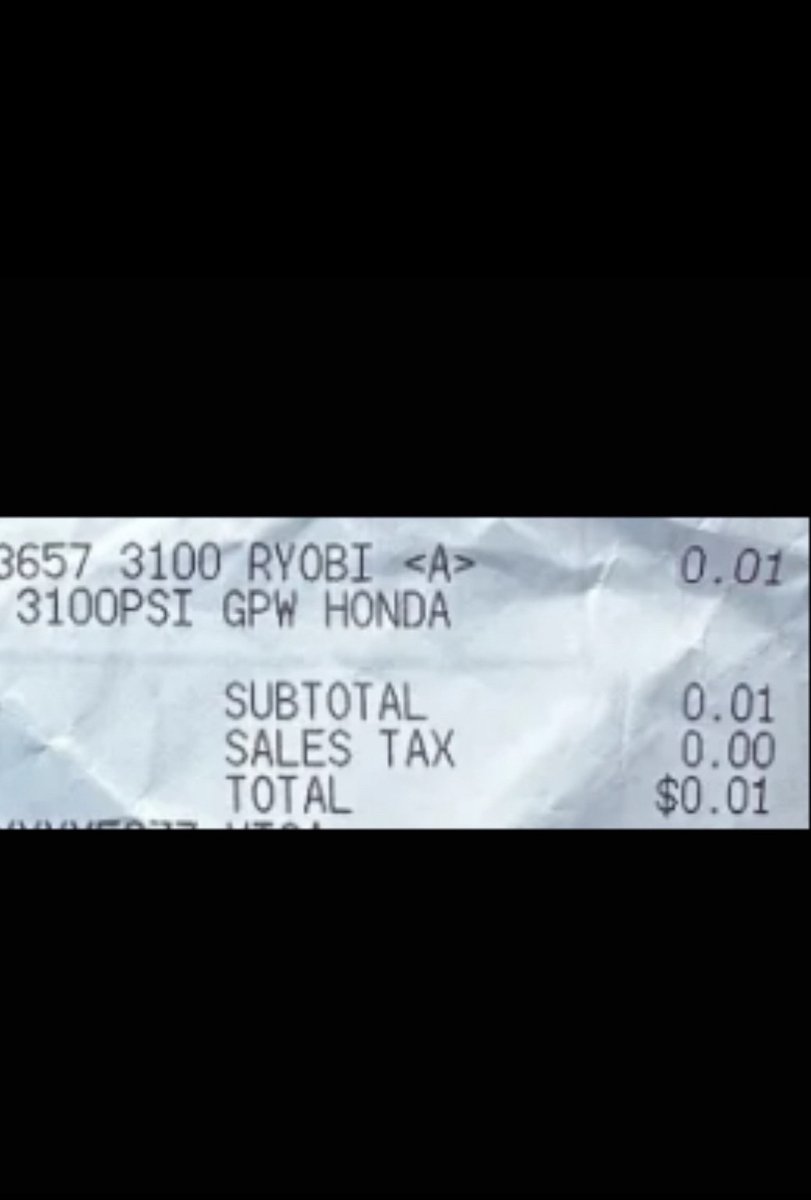 3657 3100 RYOBI <A> 0.01
3100PSI GPW HONDA
SUBTOTAL 0.01
SALES TAX 0.00
TOTAL $0.01